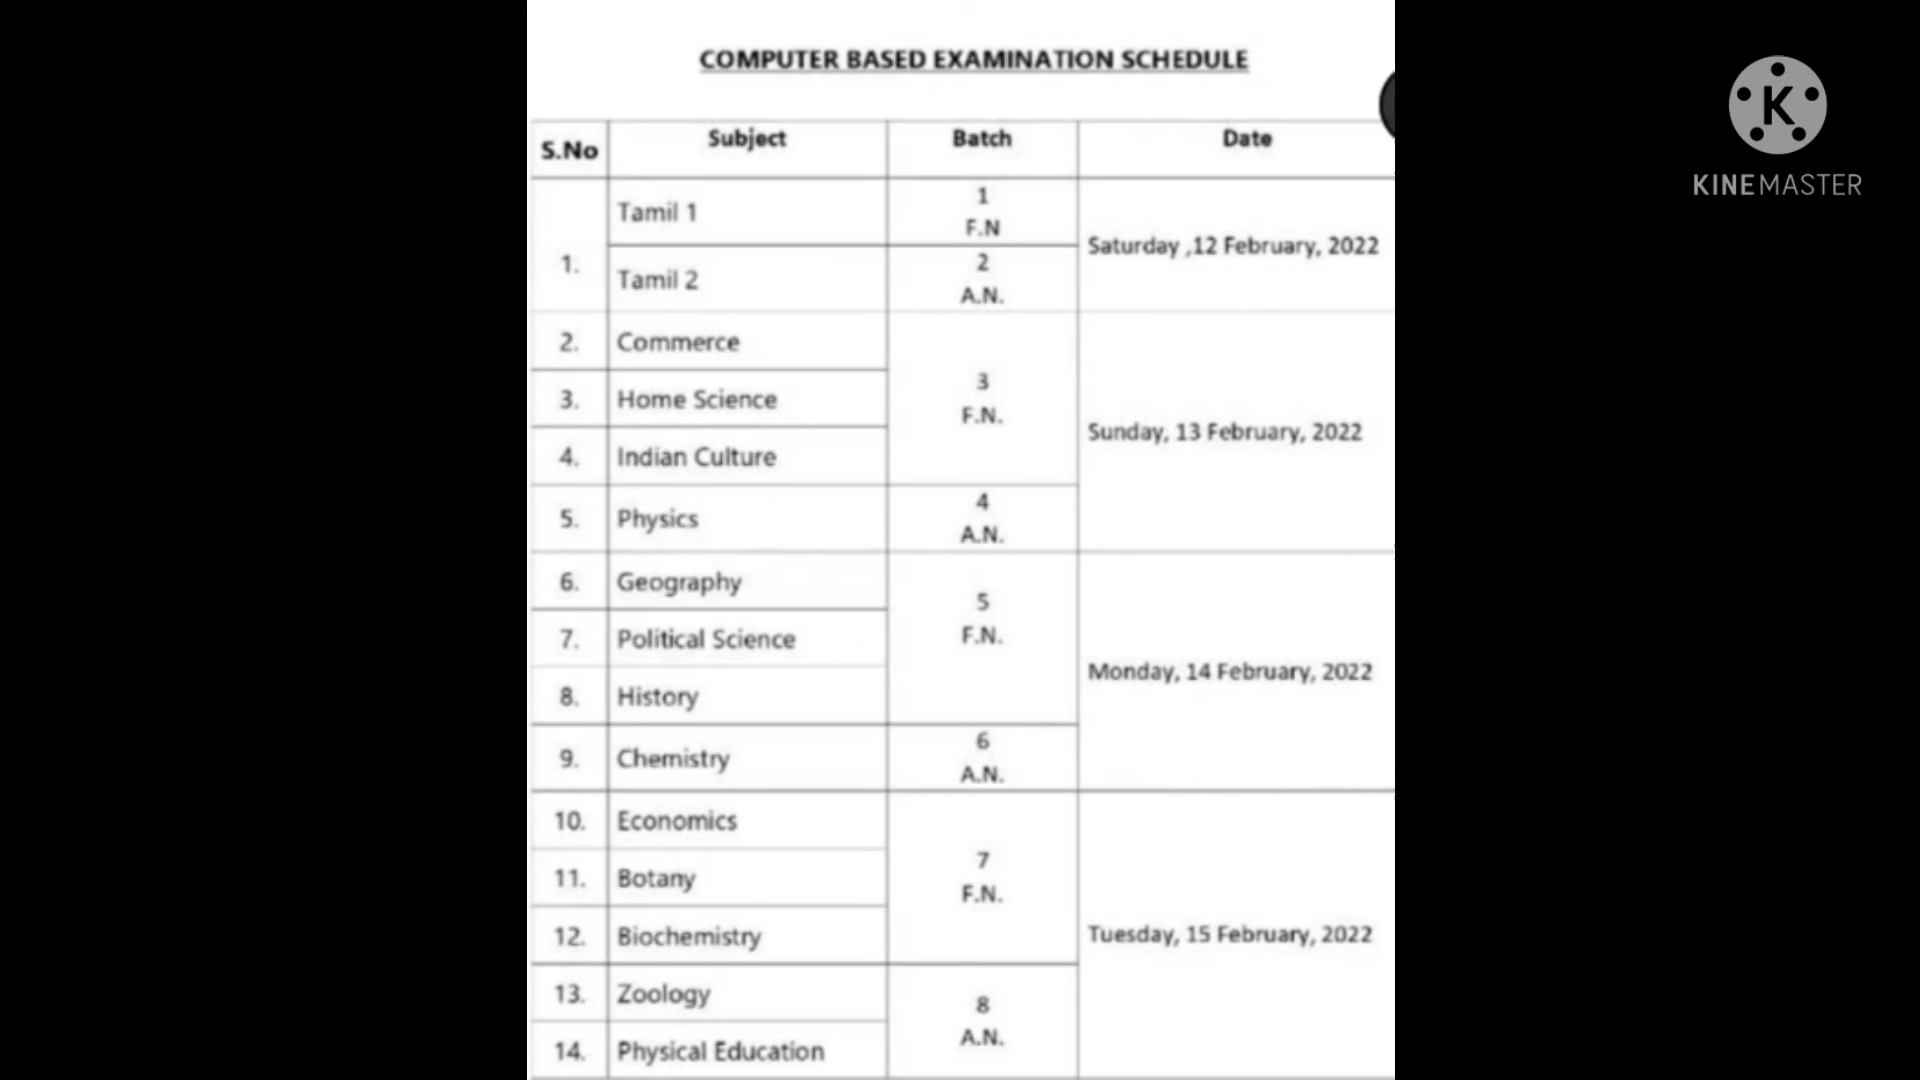 COMPUTER BASED EXAMINATION SCHEDULE
S.No Subject Batch Date
1. Tamil 1 1 F.N Saturday ,12 February, 2022
Tamil 2 2 A.N.
2. Commerce 3 F.N. Sunday, 13 February, 2022
3. Home Science
4. Indian Culture
5. Physics 4 A.N.
6. Geography 5 F.N. Monday, 14 February, 2022
7. Political Science
8. History
9. Chemistry 6 A.N.
10. Economics 7 F.N. Tuesday, 15 February, 2022
11. Botany
12. Biochemistry
13. Zoology 8 A.N.
14. Physical Education
K
KINEMASTER